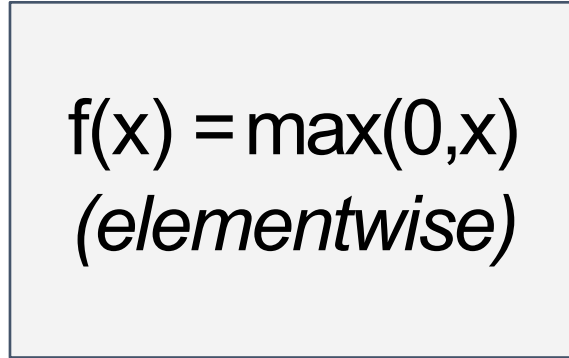 f(x) = max(0,x)
(elementwise)